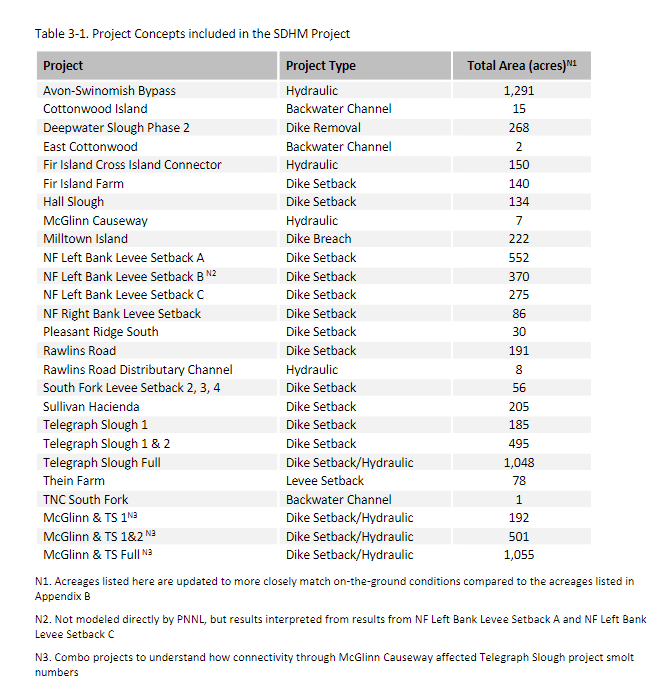 Table 3-1. Project Concepts included in the SDHM Project
Project Project Type Total Area (acres)N1
Avon-Swinomish Bypass Hydraulic 1,291
Cottonwood Island Backwater Channel 15
Deepwater Slough Phase 2 Dike Removal 268
East Cottonwood Backwater Channel 2
Fir Island Cross Island Connector Hydraulic 150
Fir Island Farm Dike Setback 140
Hall Slough Dike Setback 134
McGlinn Causeway Hydraulic 7
Milltown Island Dike Breach 222
NF Left Bank Levee Setback A Dike Setback 552
NF Left Bank Levee Setback B N2 Dike Setback 370
NF Left Bank Levee Setback C Dike Setback 275
NF Right Bank Levee Setback Dike Setback 86
Pleasant Ridge South Dike Setback 30
Rawlins Road Dike Setback 191
Rawlins Road Distributary Channel Hydraulic 8
South Fork Levee Setback 2, 3, 4 Dike Setback 56
Sullivan Hacienda Dike Setback 205
Telegraph Slough 1 Dike Setback 185
Telegraph Slough 1 & 2 Dike Setback 495
Telegraph Slough Full Dike Setback/Hydraulic 1,048
Thein Farm Levee Setback 78
TNC South Fork Backwater Channel 1
McGlinn & TS 1N3 Dike Setback/Hydraulic 192
McGlinn & TS 1&2 N3 Dike Setback/Hydraulic 501
McGlinn & TS Full N3 Dike Setback/Hydraulic 1,055
N1. Acreages listed here are updated to more closely match on-the-ground conditions compared to the acreages listed in
Appendix B
N2. Not modeled directly by PNNL, but results interpreted from results from NF Left Bank Levee Setback A and NF Left Bank
Levee Setback C
N3. Combo projects to understand how connectivity through McGlinn Causeway affected Telegraph Slough project smolt
numbers